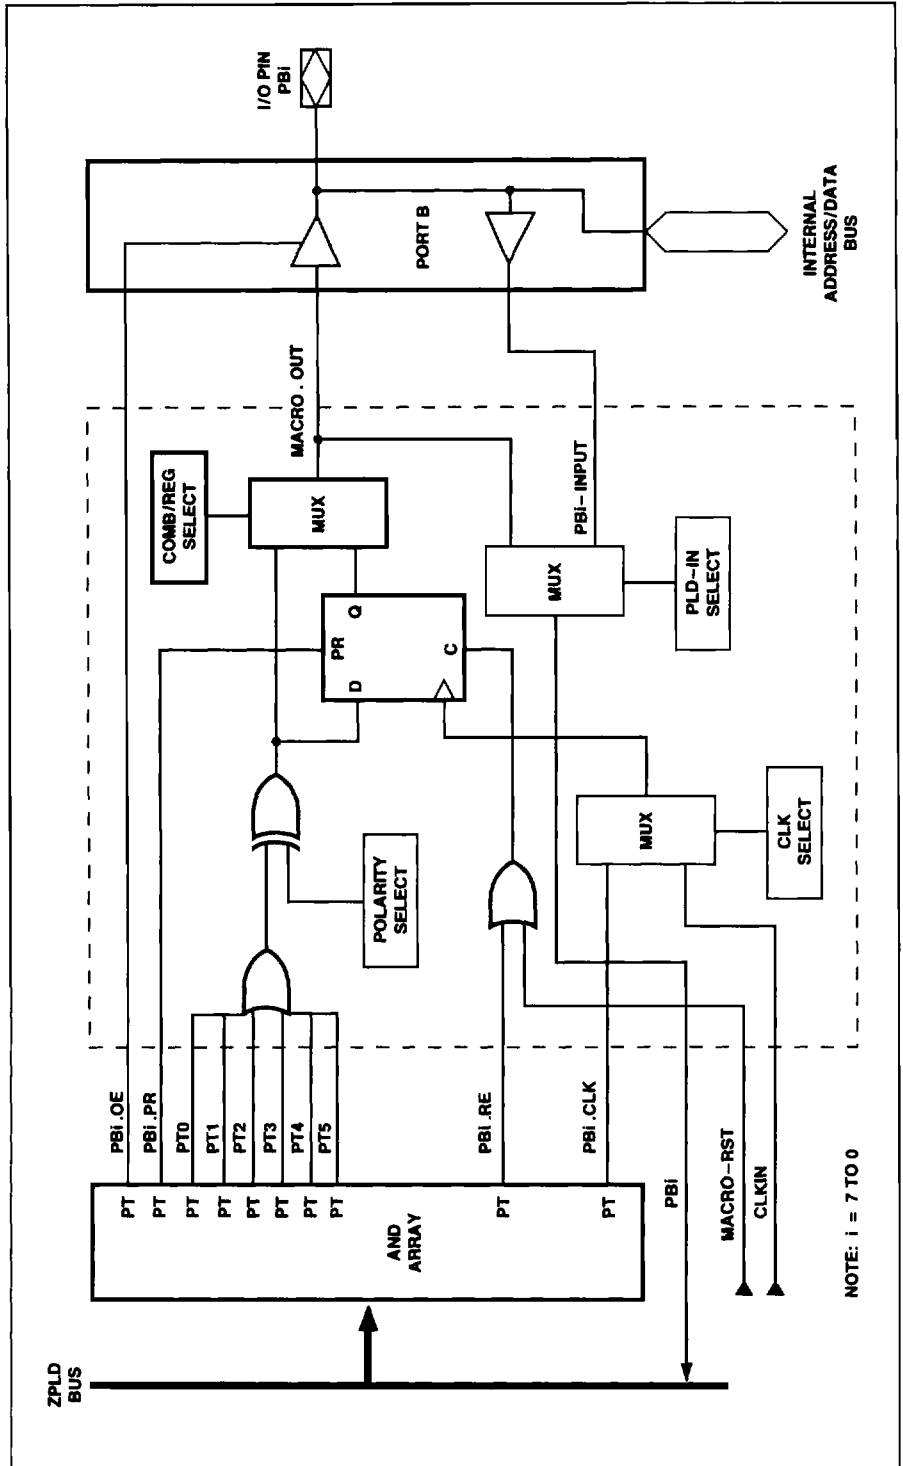 ZPLD
BUS
AND
ARRAY
PT
PT
PT
PT
PT
PT
PT
PT
PT
PT
PBi .OE
PBi .PR
PT0
PT1
PT2
PT3
PT4
PT5
PBi .RE
PBi .CLK
PBi
MACRO-RST
CLKIN
POLARITY
SELECT
COMB/REG
SELECT
MUX
PR
D
Q
C
MUX
CLK
SELECT
MUX
PLD-IN
SELECT
MACRO . OUT
PBi-INPUT
PORT B
I/O PIN
PBi
INTERNAL
ADDRESS/DATA
BUS
NOTE: i = 7 TO 0